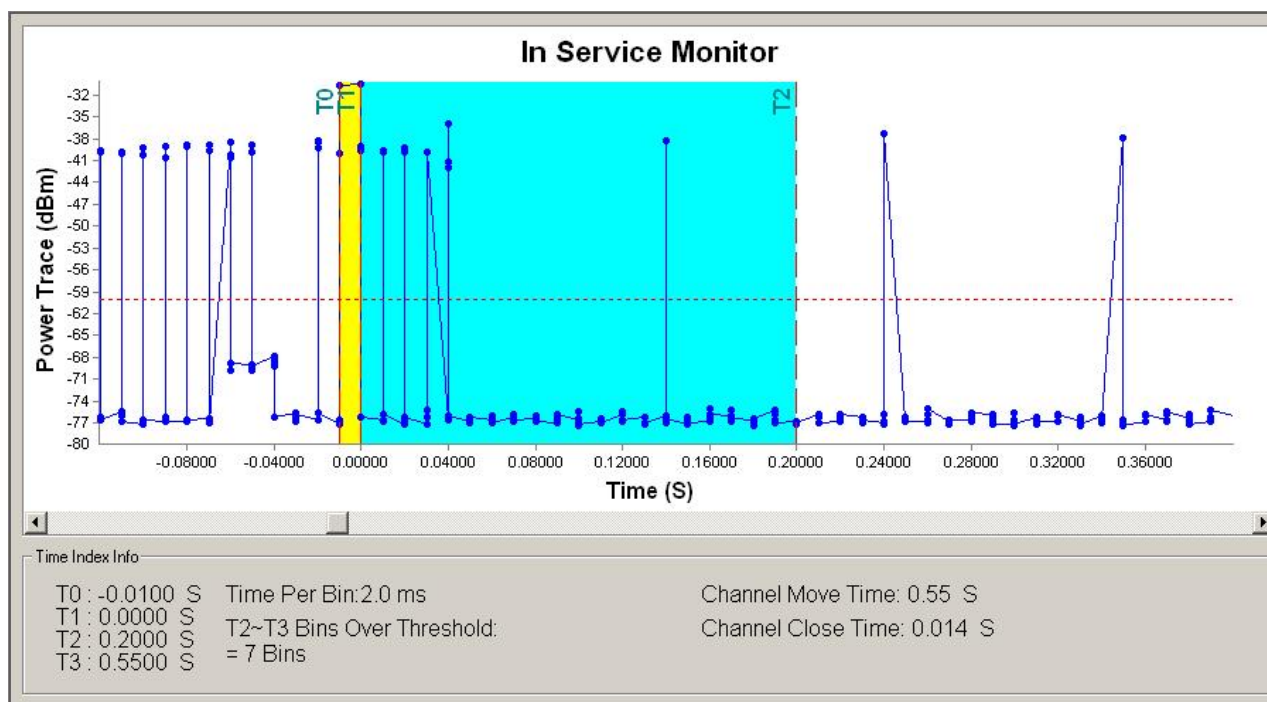 In Service Monitor
Power Trace (dBm)
-32
-35
-38
-41
-44
-47
-50
-53
-56
-59
-62
-65
-68
-71
-74
-77
-80
T0
T1
T2
-0.08000 -0.04000 0.00000 0.04000 0.08000 0.12000 0.16000 0.20000 0.24000 0.28000 0.32000 0.36000
Time (S)
Time Index Info
T0 : -0.0100 S Time Per Bin:2.0 ms Channel Move Time: 0.55 S
T1 : 0.0000 S
T2 : 0.2000 S T2~T3 Bins Over Threshold: Channel Close Time: 0.014 S
T3 : 0.5500 S = 7 Bins